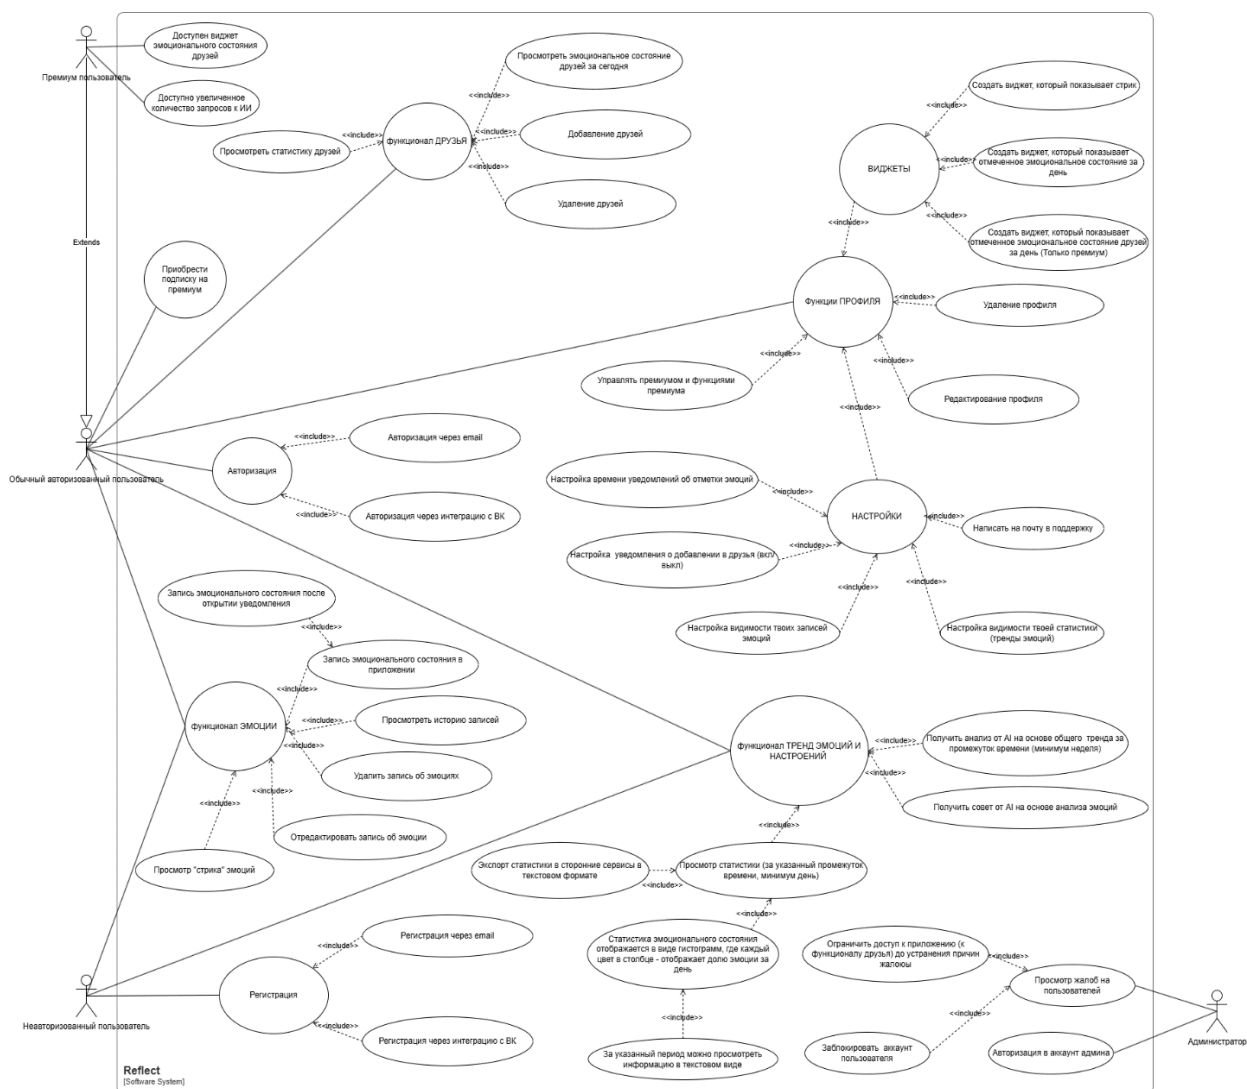 Доступен виджет
эмоционального состояния
друзей
Премиум пользователь
Доступно увеличенное
количество запросов к ИИ
Просмотреть эмоциональное состояние
друзей за сегодня
<<include>>
функционал ДРУЗЬЯ
<<include>>
Просмотреть статистику друзей
<<include>>
Добавление друзей
<<include>>
Удаление друзей
Создать виджет, который показывает стрик
<<include>>
ВИДЖЕТЫ
<<include>>
Создать виджет, который показывает
отмеченное эмоциональное состояние за
день
<<include>>
Создать виджет, который показывает
отмеченное эмоциональное состояние друзей
за день (Только премиум)
<<include>>
Extends
Приобрести
подписку на
премиум
Функции ПРОФИЛЯ
<<include>>
Удаление профиля
<<include>>
Управлять премиумом и функциями
премиума
<<include>>
Редактирование профиля
<<include>>
Обычный авторизованный пользователь
Авторизация
<<include>>
Авторизация через email
<<include>>
Авторизация через интеграцию с ВК
Настройка времени уведомлений об отметки эмоций
<<include>>
НАСТРОЙКИ
<<include>>
Написать на почту в поддержку
<<include>>
Настройка уведомления о добавлении в друзья (вкл/
выкл)
<<include>>
<<include>>
Настройка видимости твоих записей
эмоций
Настройка видимости твоей статистики
(тренды эмоций)
Запись эмоционального состояния после
открытии уведомления
<<include>>
Запись эмоционального состояния в
приложении
<<include>>
функционал ЭМОЦИИ
<<include>>
Просмотреть историю записей
<<include>>
Удалить запись об эмоциях
<<include>>
<<include>>
Отредактировать запись об эмоции
Просмотр "стрика" эмоций
функционал ТРЕНД ЭМОЦИЙ И
НАСТРОЕНИЙ
<<include>>
Получить анализ от AI на основе общего тренда за
промежуток времени (минимум неделя)
<<include>>
Получить совет от AI на основе анализа эмоций
<<include>>
Экспорт статистики в сторонние сервисы в
текстовом формате
<<include>>
Просмотр статистики (за указанный промежуток
времени, минимум день)
<<include>>
Статистика эмоционального состояния
отображается в виде гистограмм, где каждый
цвет в столбце - отображает долю эмоции за
день
<<include>>
За указанный период можно просмотреть
информацию в текстовом виде
Регистрация через email
<<include>>
Регистрация
<<include>>
Регистрация через интеграцию с ВК
Неавторизованный пользователь
Ограничить доступ к приложению (к
функционалу друзья) до устранения причин
жалоюы
<<include>>
Просмотр жалоб на
пользователей
<<include>>
Заблокировать аккаунт
пользователя
Авторизация в аккаунт админа
Администратор
Reflect
[Software System]